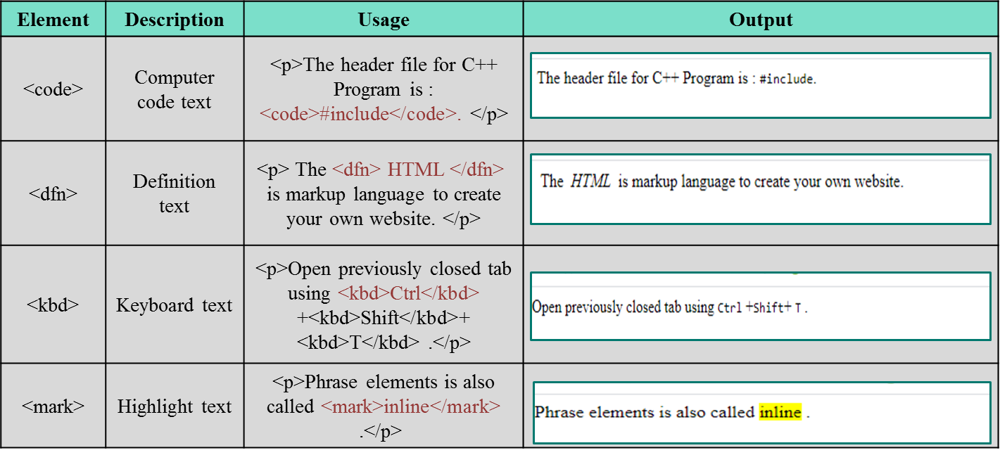 Element Description Usage Output
<code>
Computer
code text
<p>The header file for C++
Program is :
<code>#include</code>. </p>
The header file for C++ Program is : #include.
<dfn>
Definition
text
<p> The <dfn> HTML </dfn>
is markup language to create
your own website. </p>
The HTML is markup language to create your own website.
<kbd>
Keyboard text
<p>Open previously closed tab
using <kbd>Ctrl</kbd>
+<kbd>Shift</kbd>+
<kbd>T</kbd> .</p>
Open previously closed tab using Ctrl +Shift+ T .
<mark>
Highlight text
<p>Phrase elements is also
called <mark>inline</mark>
.</p>
Phrase elements is also called inline .